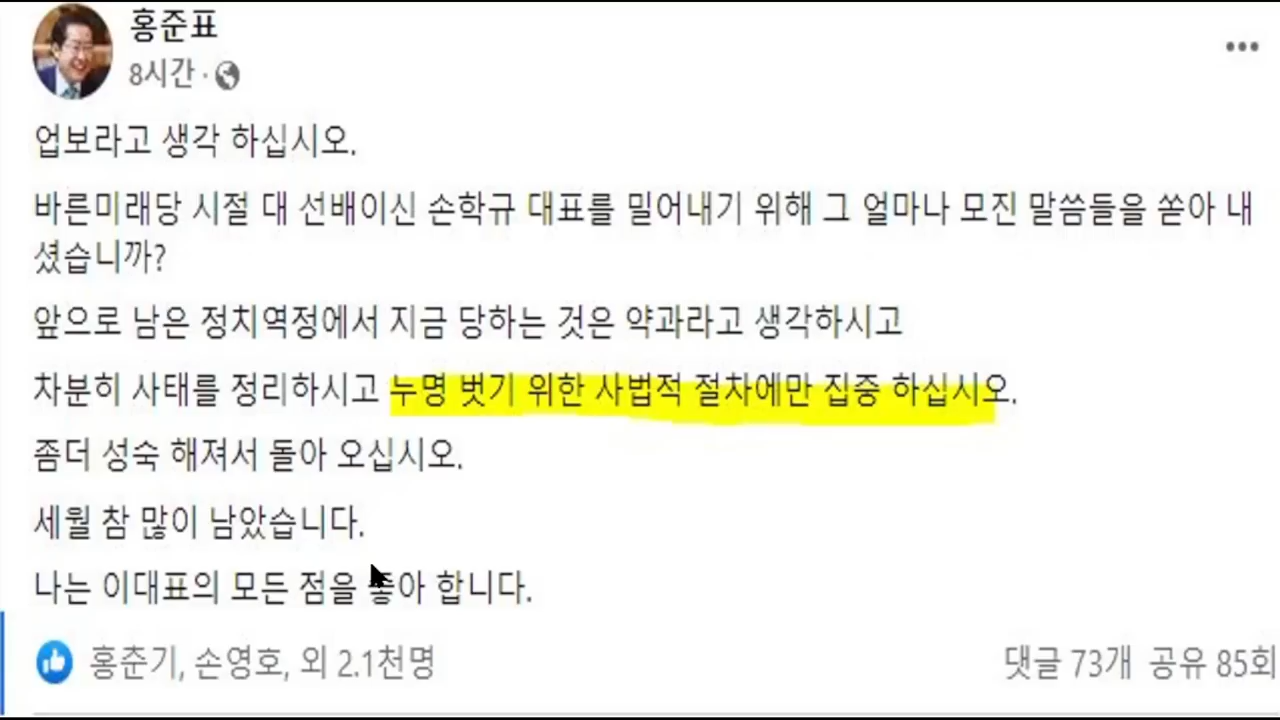 홍준표
8시간 ·
업보라고 생각 하십시오.
바른미래당 시절 대 선배이신 손학규 대표를 밀어내기 위해 그 얼마나 모진 말씀들을 쏟아 내
셨습니까?
앞으로 남은 정치역정에서 지금 당하는 것은 약과라고 생각하시고
차분히 사태를 정리하시고 누명 벗기 위한 사법적 절차에만 집중 하십시오.
좀더 성숙 해져서 돌아 오십시오.
세월 참 많이 남았습니다.
나는 이대표의 모든 점을 좋아 합니다.
홍춘기, 손영호, 외 2.1천명
댓글 73개 공유 85회